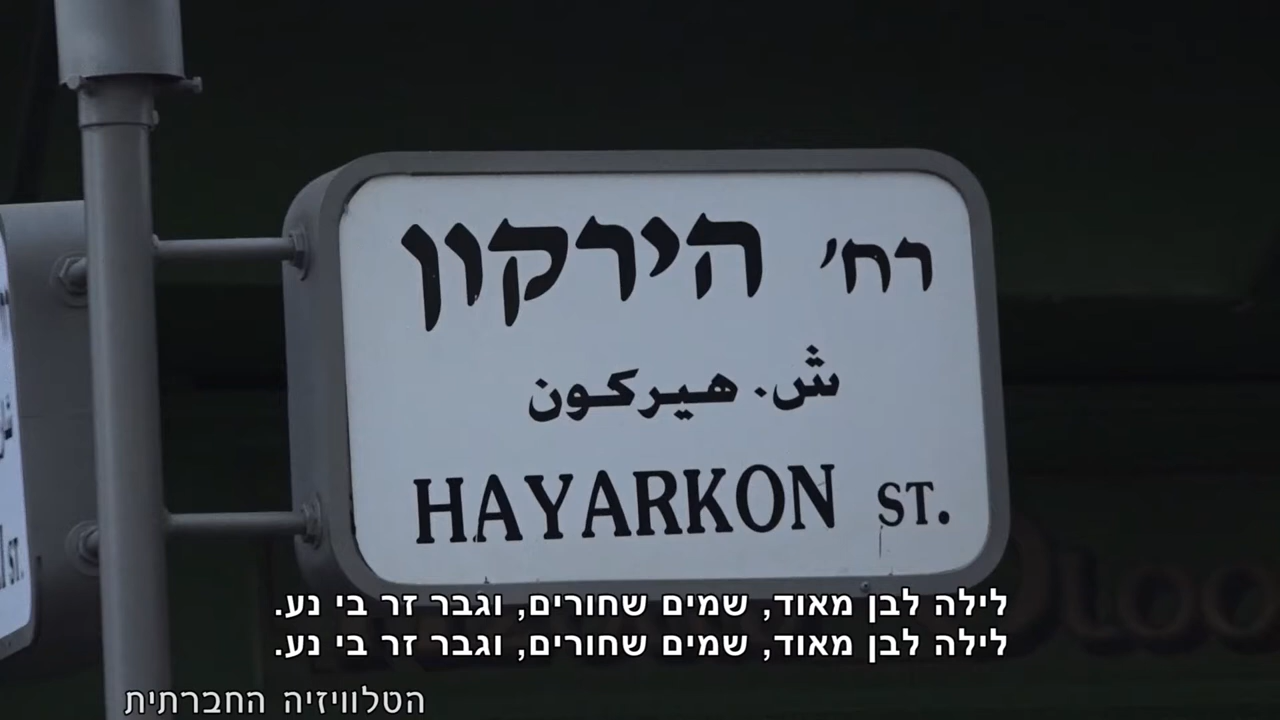 רח' הירקון
ش. هيركون
HAYARKON ST.
ST.
לילה לבן מאוד, שמים שחורים, וגבר זר בי נע.
לילה לבן מאוד, שמים שחורים, וגבר זר בי נע.
הטלוויזיה החברתית